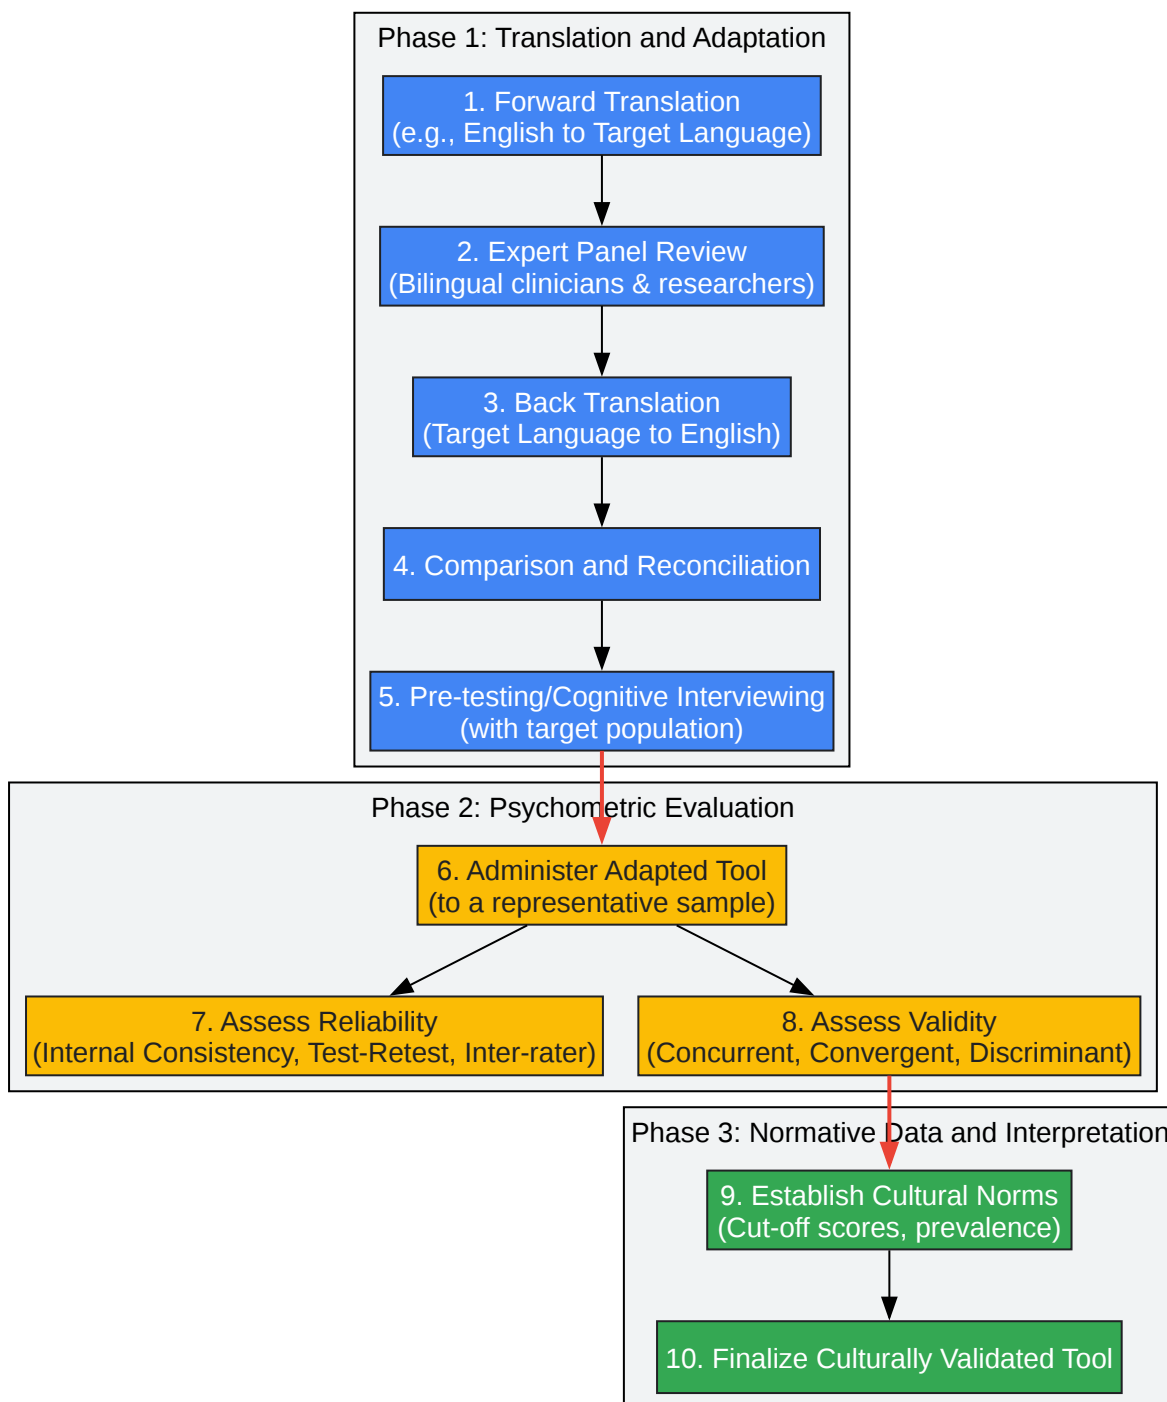 Phase 1: Translation and Adaptation
1. Forward Translation
(e.g., English to Target Language)
2. Expert Panel Review
(Bilingual clinicians & researchers)
3. Back Translation
(Target Language to English)
4. Comparison and Reconciliation
5. Pre-testing/Cognitive Interviewing
(with target population)
Phase 2: Psychometric Evaluation
6. Administer Adapted Tool
(to a representative sample)
7. Assess Reliability
(Internal Consistency, Test-Retest, Inter-rater)
8. Assess Validity
(Concurrent, Convergent, Discriminant)
Phase 3: Normative Data and Interpretation
9. Establish Cultural Norms
(Cut-off scores, prevalence)
10. Finalize Culturally Validated Tool